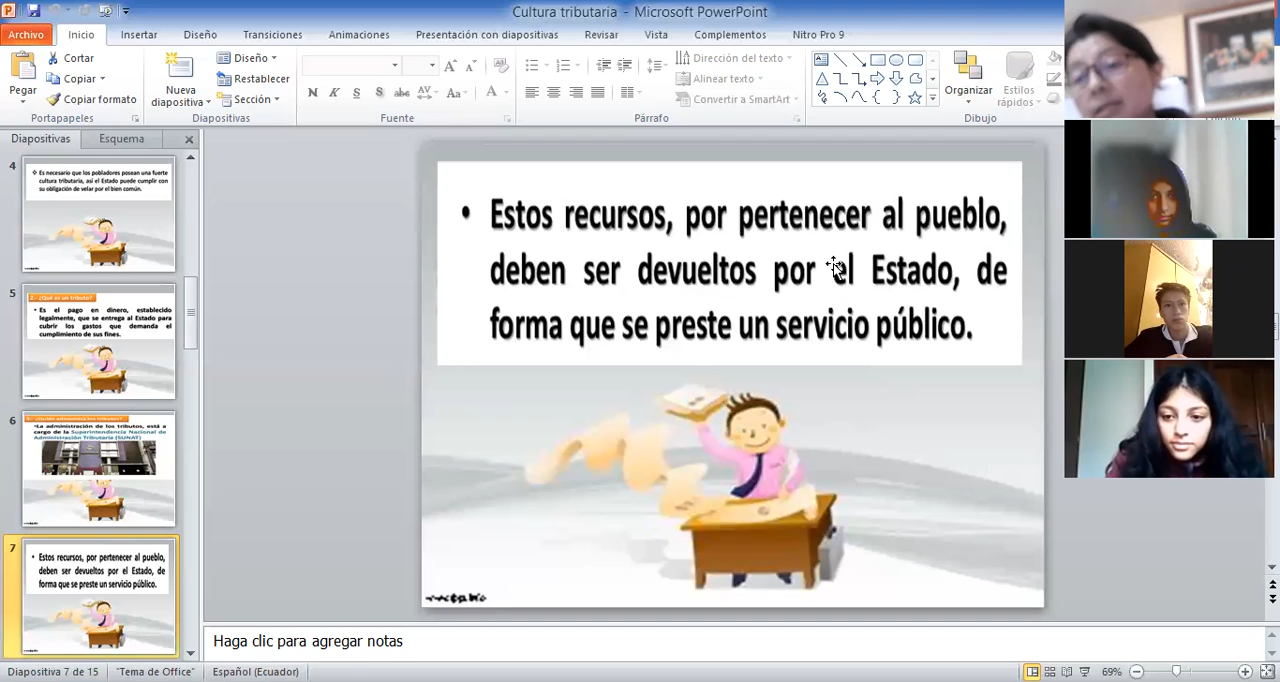 Cultura tributaria - Microsoft PowerPoint
Archivo Inicio Insertar Diseño Transiciones Animaciones Presentación con diapositivas Revisar Vista Complementos Nitro Pro 9
Pegar
Cortar
Copiar
Copiar formato
Portapapeles
Nueva diapositiva
Diseño
Restablecer
Sección
Diapositivas
N K S S abc AV Aa A
Fuente
Dirección del texto
Alinear texto
Convertir a SmartArt
Párrafo
Organizar
Estilos rápidos
Dibujo
Diapositivas Esquema
4
Es necesario que los pobladores posean una fuerte
cultura tributaria, así el Estado puede cumplir con
su obligación de velar por el bien común.
5
2.- ¿Qué es un tributo?
Es el pago en dinero, establecido
legalmente, que se entrega al Estado para
cubrir los gastos que demanda el
cumplimiento de sus fines.
6
administra los tributos?
•La administración de los tributos, está a
cargo de la Superintendencia Nacional de
Administración Tributaria (SUNAT)
7
• Estos recursos, por pertenecer al pueblo,
deben ser devueltos por el Estado, de
forma que se preste un servicio público.
• Estos recursos, por pertenecer al pueblo,
deben ser devueltos por el Estado, de
forma que se preste un servicio público.
Haga clic para agregar notas
Diapositiva 7 de 15 "Tema de Office" Español (Ecuador) 69%